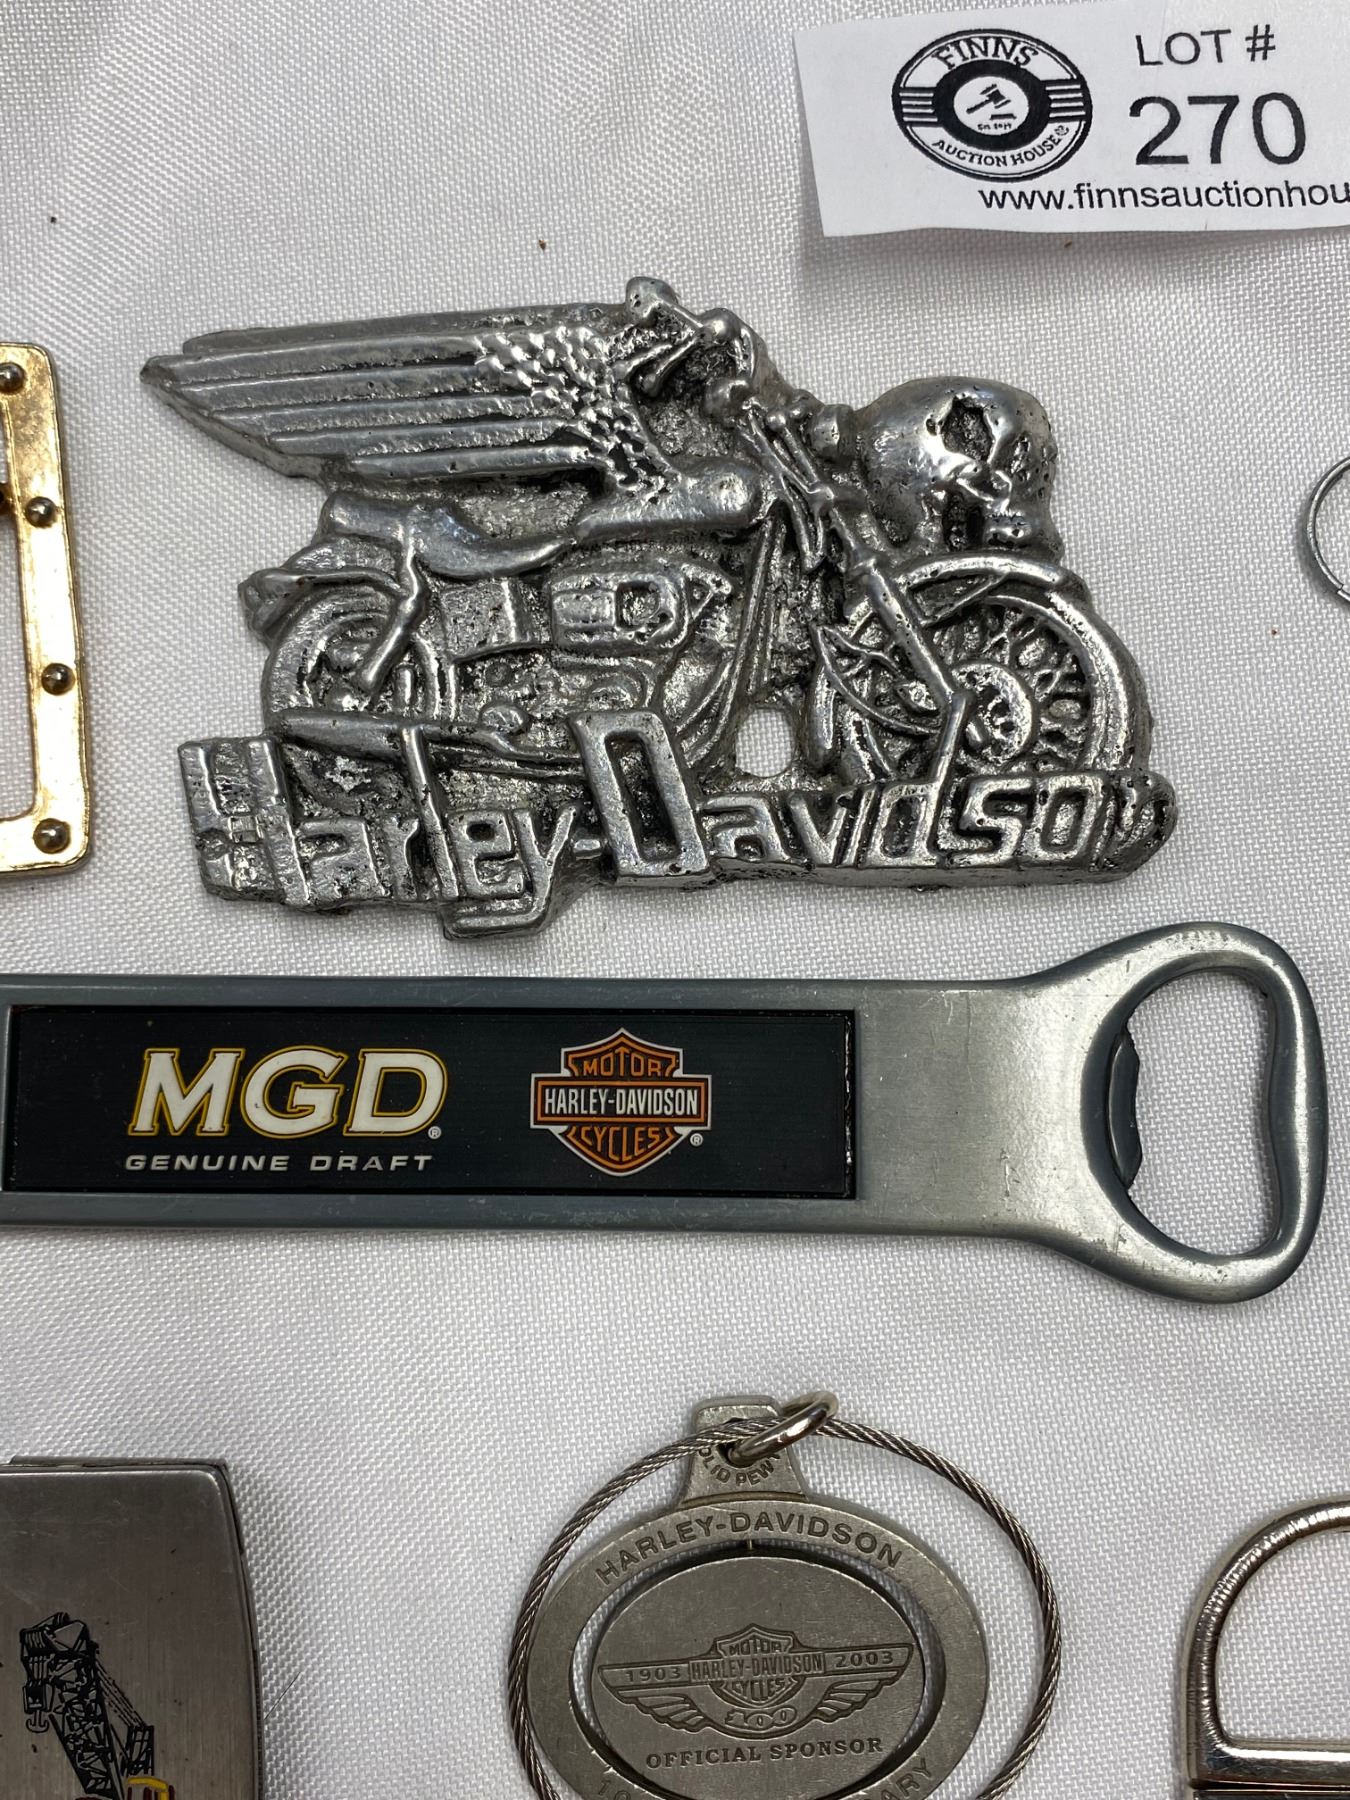 FINNS
AUCTION HOUSE
LOT #
270
www.finnsauctionhou
Harley-Davidson
MGD®
GENUINE DRAFT
MOTOR
HARLEY-DAVIDSON
CYCLES®
HARLEY-DAVIDSON
MOTOR
1903 HARLEY-DAVIDSON 2003
CYCLES
100
OFFICIAL SPONSOR